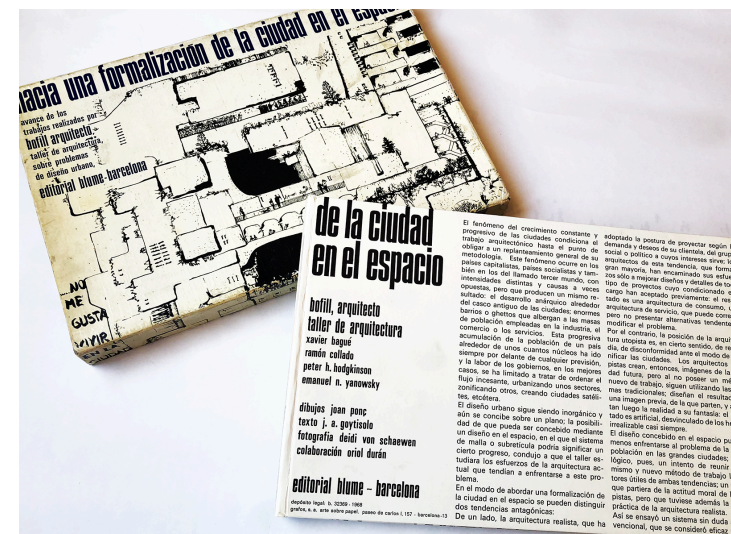 hacia una formalización de la ciudad en el espacio
avance de los
trabajos realizados por
bofill arquitecto
taller de arquitectura,
sobre problemas
de diseño urbano,
editorial blume-barcelona
NO
ME
GUSTA
VIVIR
EN LA
CIUDAD
de la ciudad
en el espacio
bofill, arquitecto
taller de arquitectura
xavier bagué
ramón collado
peter h. hodgkinson
emanuel n. yanowsky
dibujos joan ponç
texto j. a. goytisolo
fotografía deidi von schaewen
colaboración oriol durán
editorial blume – barcelona
depósito legal: b. 32369 - 1968
grafos, s. a. arte sobre papel. paseo de carlos I, 157 - barcelona-13
El fenómeno del crecimiento constante y
progresivo de las ciudades condiciona el
trabajo arquitectónico hasta el punto de
obligar a un replanteamiento general de su
metodología. Este fenómeno ocurre en los
países capitalistas, países socialistas y tam-
bién en los del llamado tercer mundo, con
intensidades distintas y causas a veces
opuestas, pero que producen un mismo re-
sultado: el desarrollo anárquico alrededor
del casco antiguo de las ciudades; enormes
barrios o ghettos que albergan a las masas
de población empleadas en la industria, el
comercio o los servicios. Esta progresiva
acumulación de la población de un país
alrededor de unos cuantos núcleos ha ido
siempre por delante de cualquier previsión,
y la labor de los gobiernos, en los mejores
casos, se ha limitado a tratar de ordenar el
flujo incesante, urbanizando unos sectores,
zonificando otros, creando ciudades satéli-
tes, etcétera.
El diseño urbano sigue siendo inorgánico y
aún se concibe sobre un plano; la posibili-
dad de que pueda ser concebido mediante
un diseño en el espacio, en el que el sistema
de malla o subretícula podría significar un
cierto progreso, condujo a que el taller es-
tudiara los esfuerzos de la arquitectura ac-
tual que tienden a enfrentarse a este pro-
blema.
En el modo de abordar una formalización de
la ciudad en el espacio se pueden distinguir
dos tendencias antagónicas:
De un lado, la arquitectura realista, que ha
adoptado la postura de proyectar según l
demanda y deseos de su clientela, del grup
social o político a cuyos intereses sirve; l
arquitectos de esta tendencia, que form
gran mayoría, han encaminado sus esfue
zos sólo a mejorar diseños y detalles de to
tipo de proyectos cuyo condicionado e
cargo han aceptado previamente: el res
tado es una arquitectura de consumo, u
arquitectura de servicio, que puede com
pero no presentar alternativas tendente
modificar el problema.
Por el contrario, la posición de la arquit
tura utopista es, en cierto sentido, de re
día, de disconformidad ante el modo de
nificar las ciudades. Los arquitectos
pistas crean, entonces, imágenes de la
dad futura, pero al no poseer un mé
nuevo de trabajo, siguen utilizando las
mas tradicionales; diseñan el resultad
una imagen previa, de la que parten, y a
tan luego la realidad a su fantasía: el
tado es artificial, desvinculado de los he
irrealizable casi siempre.
El diseño concebido en el espacio pu
menos enfrentarse al problema de la
población en las grandes ciudades;
lógico, pues, un intento de reunir
mismo y nuevo método de trabajo l
tores útiles de ambas tendencias; un
que partiera de la actitud moral de l
pistas, pero que tuviese además la
práctica de la arquitectura realista.
Así se ensayó un sistema sin duda
vencional, que se consideró eficaz